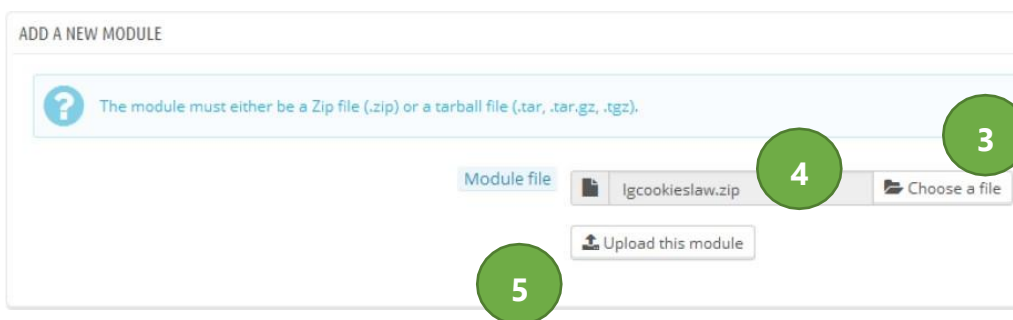 ADD A NEW MODULE
The module must either be a Zip file (.zip) or a tarball file (.tar, .tar.gz, .tgz).
3
4
Module file lgcookieslaw.zip Choose a file
Upload this module
5